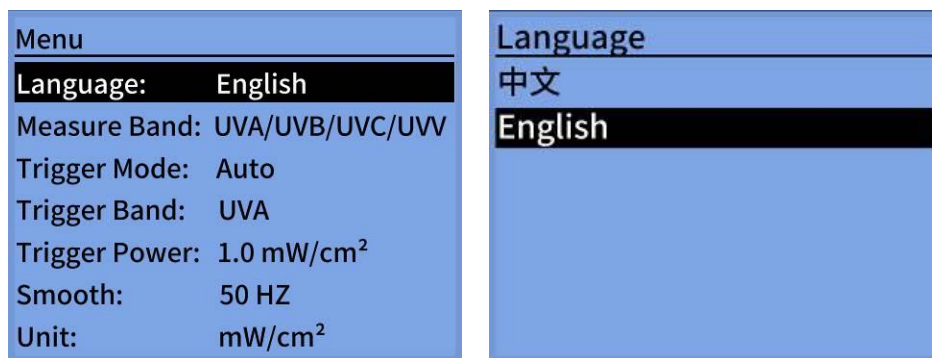 Menu
Language: English
Measure Band: UVA/UVB/UVC/UVV
Trigger Mode: Auto
Trigger Band: UVA
Trigger Power: 1.0 mW/cm²
Smooth: 50 HZ
Unit: mW/cm²
Language
中文
English